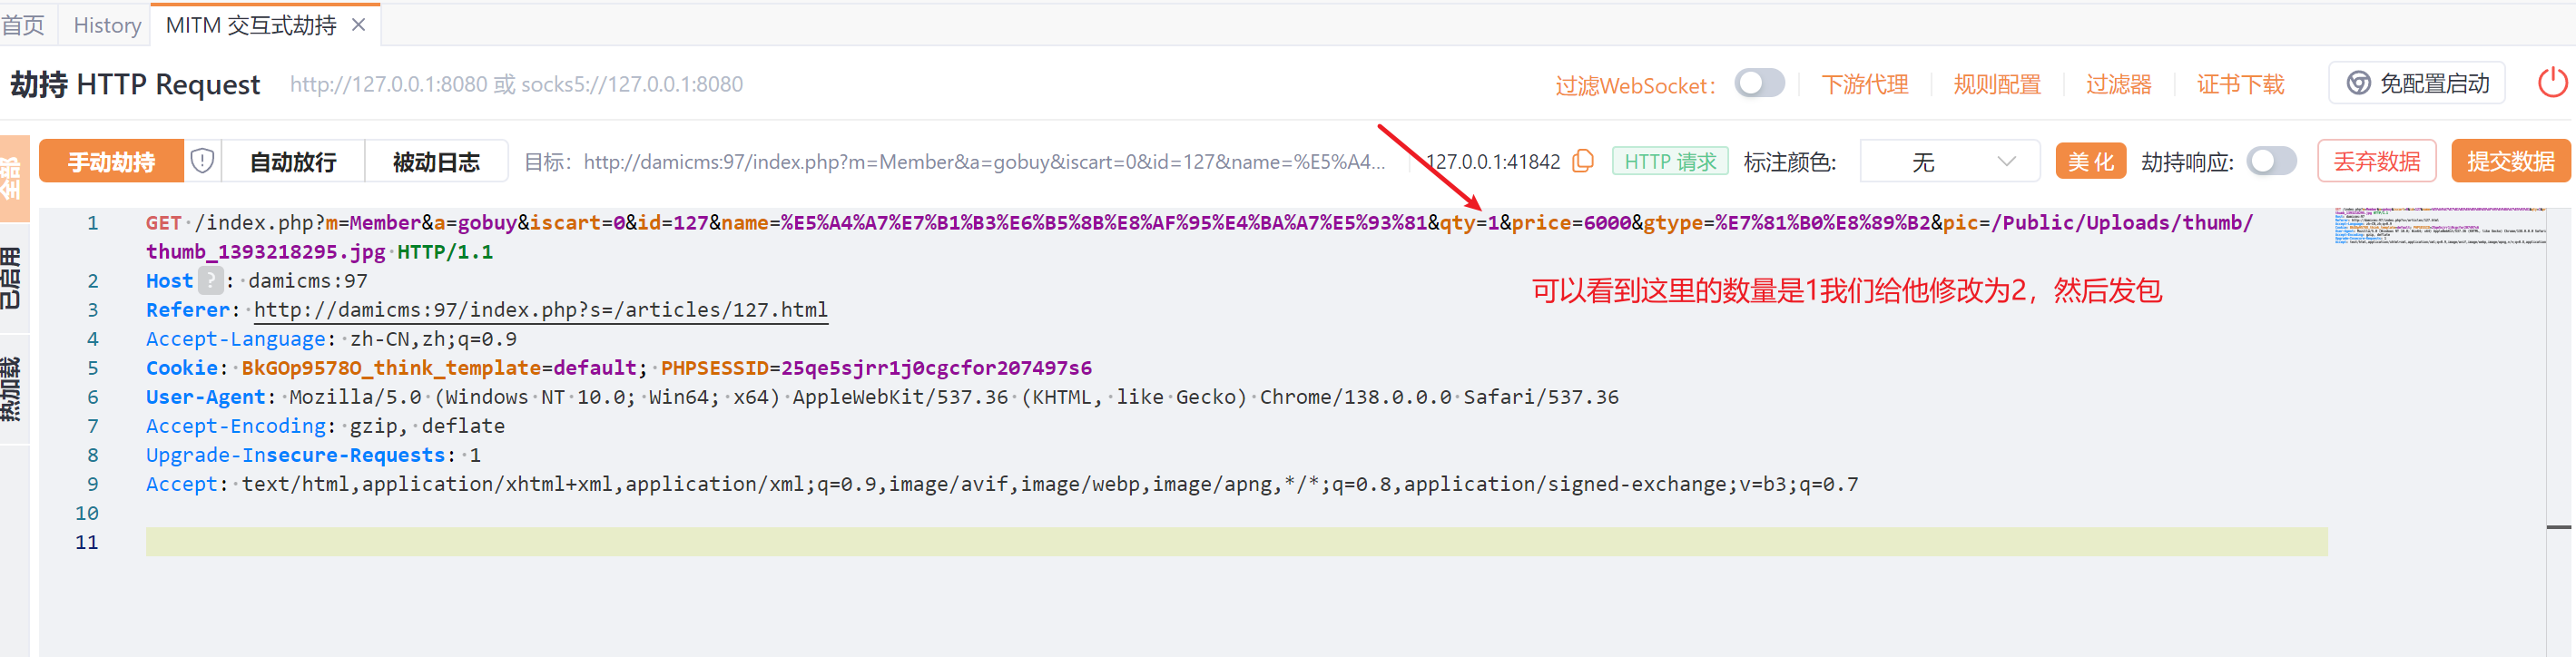 首页 History MITM 交互式劫持 ×
劫持 HTTP Request http://127.0.0.1:8080 或 socks5://127.0.0.1:8080 过滤WebSocket: 下游代理 规则配置 过滤器 证书下载 免配置启动
手动劫持 自动放行 被动日志 目标: http://damicms:97/index.php?m=Member&a=gobuy&iscart=0&id=127&name=%E5%A4... 127.0.0.1:41842 HTTP 请求 标注颜色: 无 美 化 劫持响应: 丢弃数据 提交数据
全部
已启用
热加载
1 GET /index.php?m=Member&a=gobuy&iscart=0&id=127&name=%E5%A4%A7%E7%B1%B3%E6%B5%8B%E8%AF%95%E4%BA%A7%E5%93%81&qty=1&price=6000&gtype=%E7%81%B0%E8%89%B2&pic=/Public/Uploads/thumb/
thumb_1393218295.jpg HTTP/1.1
2 Host ? : damicms:97
可以看到这里的数量是1我们给他修改为2，然后发包
3 Referer: http://damicms:97/index.php?s=/articles/127.html
4 Accept-Language: zh-CN,zh;q=0.9
5 Cookie: BkGOp9578O_think_template=default; PHPSESSID=25qe5sjrr1j0cgcfor207497s6
6 User-Agent: Mozilla/5.0 (Windows NT 10.0; Win64; x64) AppleWebKit/537.36 (KHTML, like Gecko) Chrome/138.0.0.0 Safari/537.36
7 Accept-Encoding: gzip, deflate
8 Upgrade-Insecure-Requests: 1
9 Accept: text/html,application/xhtml+xml,application/xml;q=0.9,image/avif,image/webp,image/apng,*/*;q=0.8,application/signed-exchange;v=b3;q=0.7
10
11